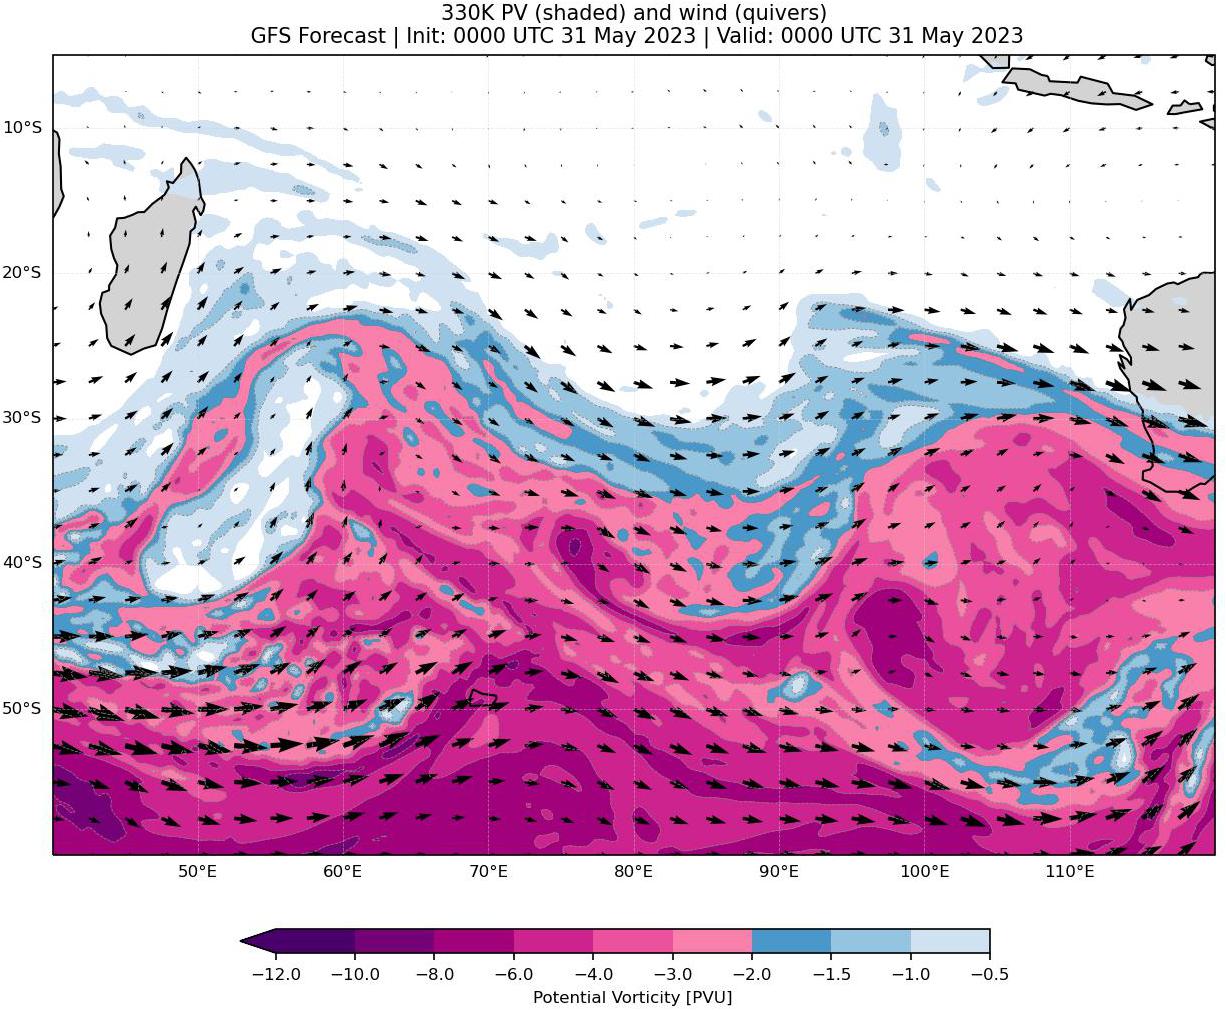 330K PV (shaded) and wind (quivers)
GFS Forecast | Init: 0000 UTC 31 May 2023 | Valid: 0000 UTC 31 May 2023
10°S
20°S
30°S
40°S
50°S
50°E 60°E 70°E 80°E 90°E 100°E 110°E
−12.0 −10.0 −8.0 −6.0 −4.0 −3.0 −2.0 −1.5 −1.0 −0.5
Potential Vorticity [PVU]